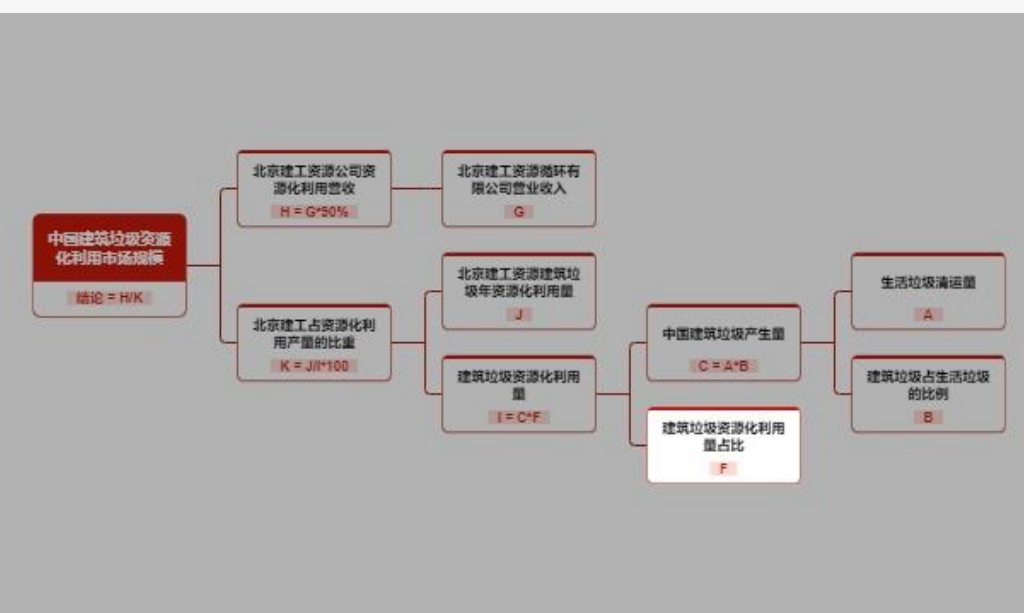 中国建筑垃圾资源
化利用市场规模
结论 = H/K
北京建工资源公司资
源化利用营收
H = G*90%
北京建工资源循环有
限公司营业收入
G
北京建工占资源化利
用产量的比重
K = J/I*100
北京建工资源建筑垃
圾年资源化利用量
J
建筑垃圾资源化利用
量
I = C*F
中国建筑垃圾产生量
C = A*B
建筑垃圾资源化利用
量占比
F
生活垃圾清运量
A
建筑垃圾占生活垃圾
的比例
B